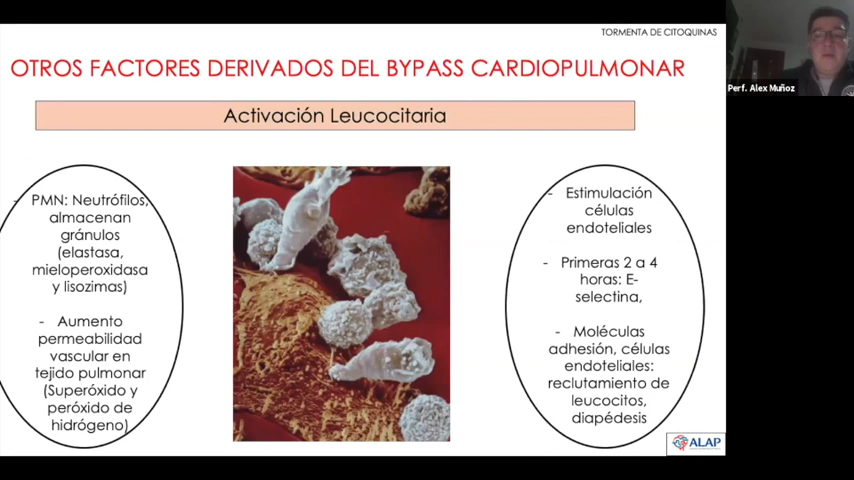 TORMENTA DE CITOQUINAS
OTROS FACTORES DERIVADOS DEL BYPASS CARDIOPULMONAR
Perf. Alex Muñoz
Activación Leucocitaria
- PMN: Neutrófilos,
almacenan
gránulos
(elastasa,
mieloperoxidasa
y lisozimas)
- Aumento
permeabilidad
vascular en
tejido pulmonar
(Superóxido y
peróxido de
hidrógeno)
- Estimulación
células
endoteliales
- Primeras 2 a 4
horas: E-
selectina,
- Moléculas
adhesión, células
endoteliales:
reclutamiento de
leucocitos,
diapédesis
ALAP